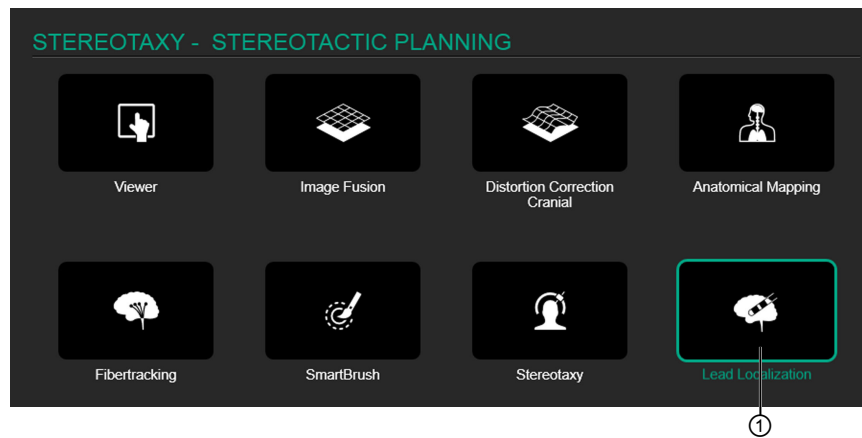 STEREOTAXY - STEREOTACTIC PLANNING
Viewer
Image Fusion
Distortion Correction
Cranial
Anatomical Mapping
Fibertracking
SmartBrush
Stereotaxy
Lead Localization
①